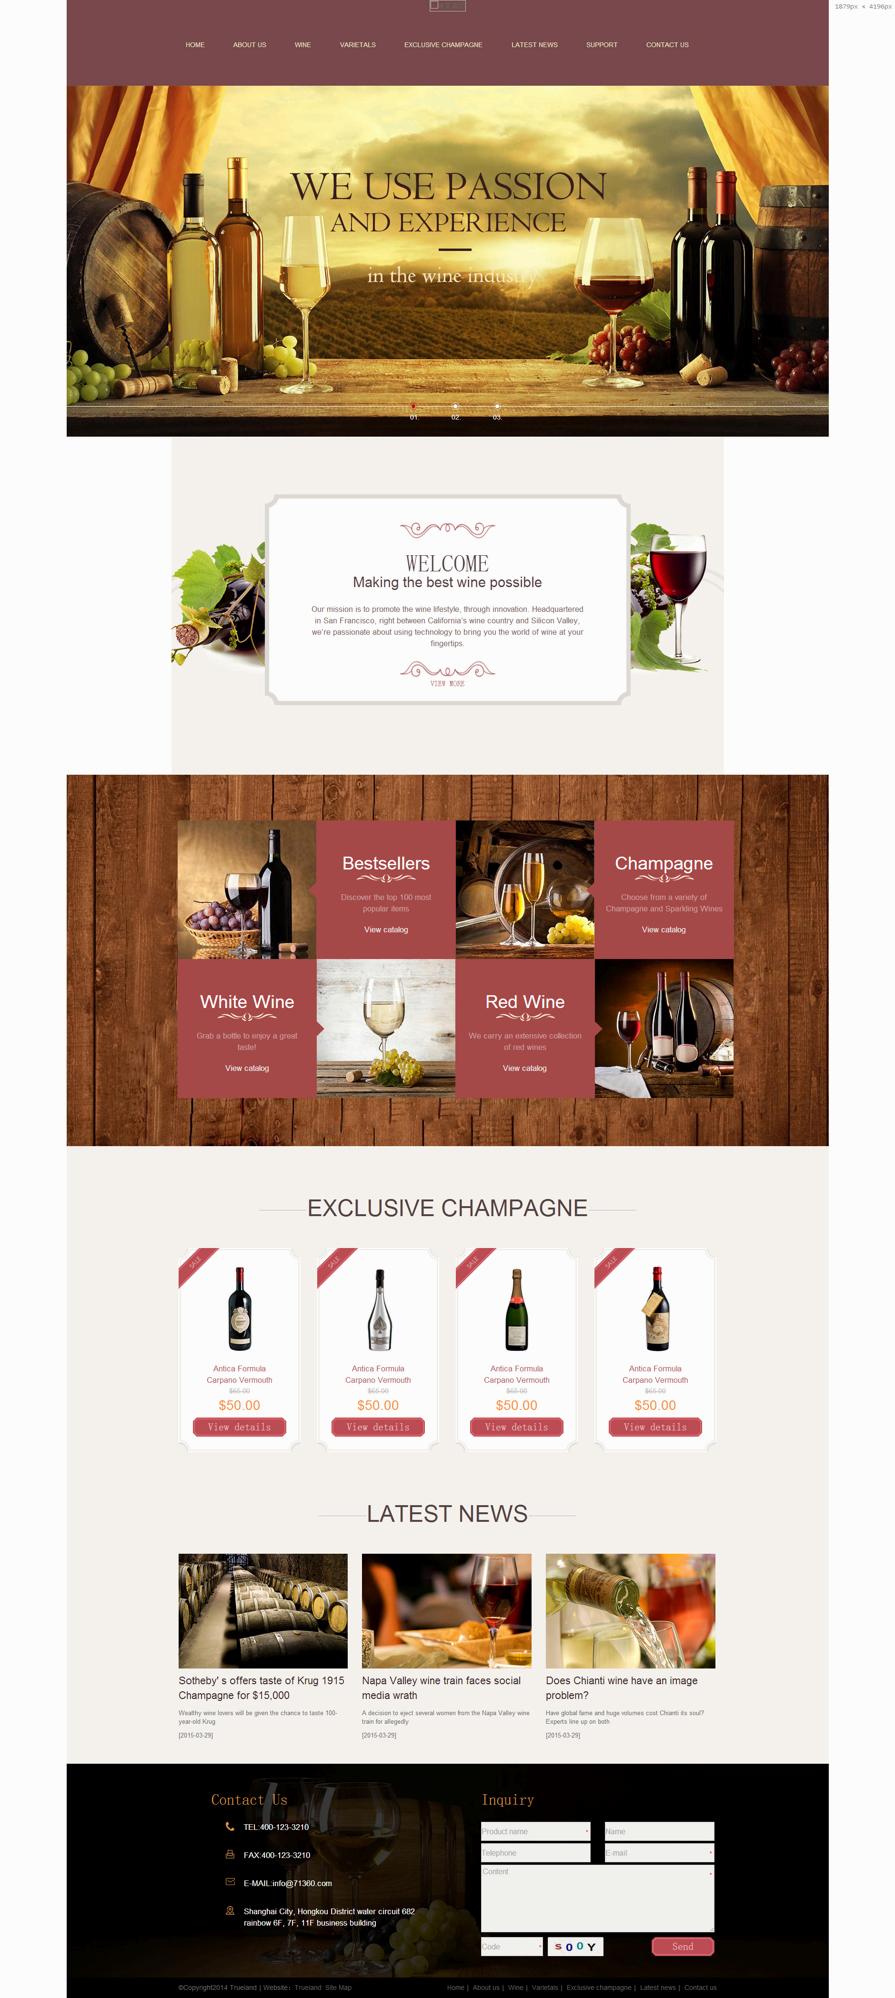 1879px × 4196px
HOME ABOUT US WINE VARIETALS EXCLUSIVE CHAMPAGNE LATEST NEWS SUPPORT CONTACT US
WE USE PASSION
AND EXPERIENCE
in the wine industry
01. 02. 03.
WELCOME
Making the best wine possible
Our mission is to promote the wine lifestyle, through innovation. Headquartered
in San Francisco, right between California's wine country and Silicon Valley,
we're passionate about using technology to bring you the world of wine at your
fingertips.
VIEW MORE
Bestsellers
Discover the top 100 most
popular items
View catalog
Champagne
Choose from a variety of
Champagne and Sparkling Wines
View catalog
White Wine
Grab a bottle to enjoy a great
taste!
View catalog
Red Wine
We carry an extensive collection
of red wines
View catalog
EXCLUSIVE CHAMPAGNE
SALE
Antica Formula
Carpano Vermouth
$65.00
$50.00
View details
SALE
Antica Formula
Carpano Vermouth
$65.00
$50.00
View details
SALE
Antica Formula
Carpano Vermouth
$65.00
$50.00
View details
SALE
Antica Formula
Carpano Vermouth
$65.00
$50.00
View details
LATEST NEWS
Sotheby' s offers taste of Krug 1915
Champagne for $15,000
Wealthy wine lovers will be given the chance to taste 100-
year-old Krug
[2015-03-29]
Napa Valley wine train faces social
media wrath
A decision to eject several women from the Napa Valley wine
train for allegedly
[2015-03-29]
Does Chianti wine have an image
problem?
Have global fame and huge volumes cost Chianti its soul?
Experts line up on both
[2015-03-29]
Contact Us
TEL:400-123-3210
FAX:400-123-3210
E-MAIL:info@71360.com
Shanghai City, Hongkou District water circuit 682
rainbow 6F, 7F, 11F business building
Inquiry
Product name * Name
Telephone E-mail *
Content *
Code * S 0 0 Y Send
©Copyright2014 Trueland | Website：Trueland Site Map
Home | About us | Wine | Varietals | Exclusive champagne | Latest news | Contact us